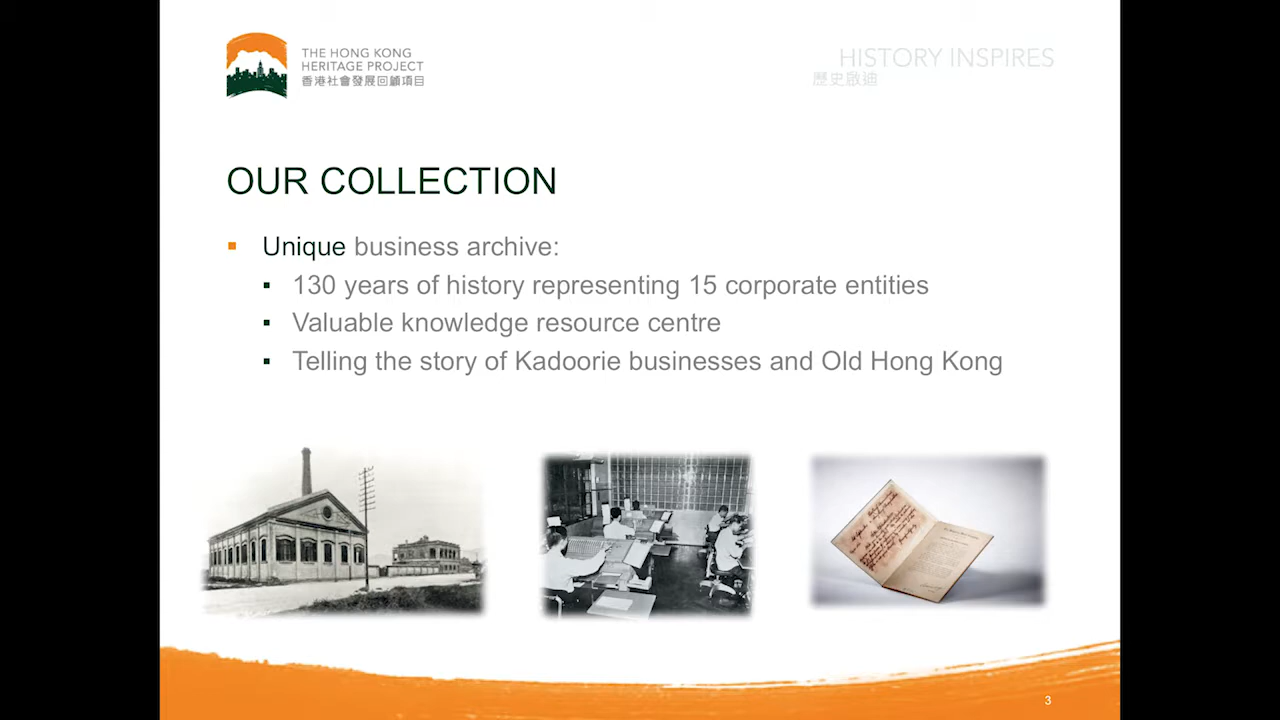 THE HONG KONG
HERITAGE PROJECT
香港社會發展回顧項目
HISTORY INSPIRES
歷史啟迪
OUR COLLECTION
Unique business archive:
130 years of history representing 15 corporate entities
Valuable knowledge resource centre
Telling the story of Kadoorie businesses and Old Hong Kong
3